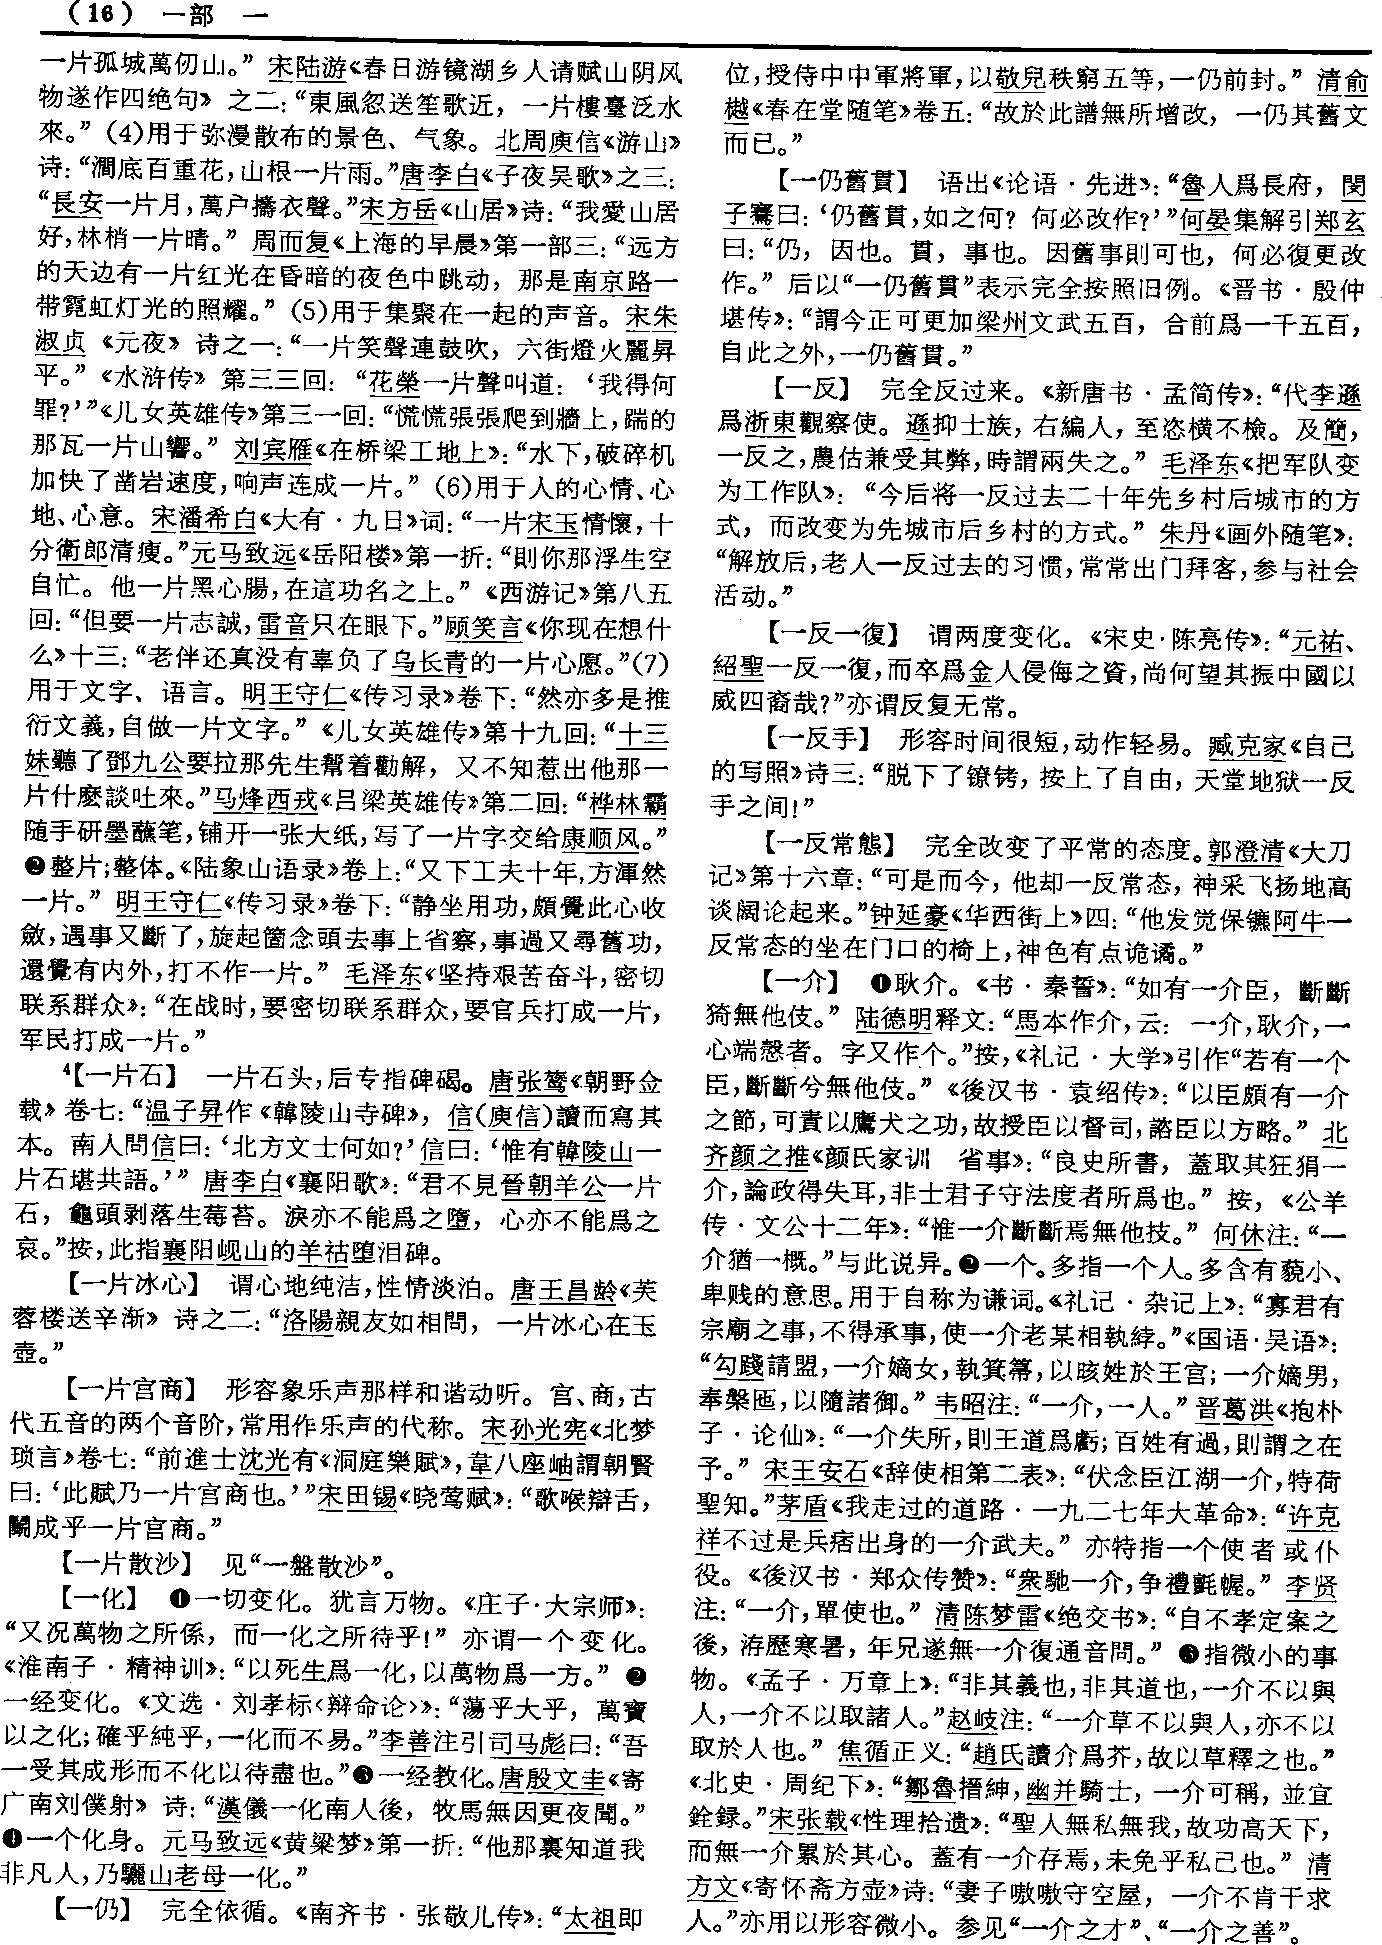 （16） 一部 一
一片孤城萬仞山。” 宋陆游《春日游镜湖乡人请赋山阴风
物遂作四绝句》 之二：“東風忽送笙歌近， 一片樓臺泛水
來。” (4)用于弥漫散布的景色、气象。北周庾信《游山》
诗：“澗底百重花，山根一片雨。”唐李白《子夜吴歌》之三：
“長安一片月，萬户擣衣聲。”宋方岳《山居》诗：“我愛山居
好，林梢一片晴。” 周而复《上海的早晨》第一部三：“远方
的天边有一片红光在昏暗的夜色中跳动， 那是南京路一
带霓虹灯光的照耀。” (5)用于集聚在一起的声音。宋朱
淑贞 《元夜》 诗之一：“一片笑聲連鼓吹， 六街燈火麗昇
平。”《水浒传》 第三三回： “花榮一片聲叫道： ‘我得何
罪？’”《儿女英雄传》第三一回：“慌慌張張爬到牆上，踹的
那瓦一片山響。” 刘宾雁《在桥梁工地上》：“水下，破碎机
加快了凿岩速度，响声连成一片。” (6)用于人的心情、心
地、心意。宋潘希白《大有·九日》词：“一片宋玉情懷，十
分衛郎清瘦。”元马致远《岳阳楼》第一折：“則你那浮生空
自忙。他一片黑心腸，在這功名之上。” 《西游记》第八五
回：“但要一片志誠，雷音只在眼下。”顾笑言《你现在想什
么》十三：“老伴还真没有辜负了乌长青的一片心愿。”(7)
用于文字、 语言。明王守仁《传习录》卷下：“然亦多是推
衍文義，自做一片文字。” 《儿女英雄传》第十九回：“十三
妹聽了鄧九公要拉那先生幫着勸解， 又不知惹出他那一
片什麽談吐來。”马烽西戎《吕梁英雄传》第二回：“桦林霸
随手研墨蘸笔，铺开一张大纸，写了一片字交给康顺风。”
❷整片；整体。《陆象山语录》卷上：“又下工夫十年，方渾然
一片。” 明王守仁《传习录》卷下：“静坐用功，頗覺此心收
斂，遇事又斷了，旋起箇念頭去事上省察，事過又尋舊功，
還覺有内外，打不作一片。” 毛泽东《坚持艰苦奋斗，密切
联系群众》：“在战时，要密切联系群众，要官兵打成一片，
军民打成一片。”
⁴【一片石】 一片石头，后专指碑碣。唐张鷟《朝野佥
载》卷七：“温子昇作《韓陵山寺碑》，信(庾信)讀而寫其
本。南人問信曰：‘北方文士何如？’信曰：‘惟有韓陵山一
片石堪共語。’” 唐李白《襄阳歌》：“君不見晉朝羊公一片
石，龜頭剥落生莓苔。淚亦不能爲之墮，心亦不能爲之
哀。”按，此指襄阳岘山的羊祜堕泪碑。
【一片冰心】 谓心地纯洁，性情淡泊。唐王昌龄《芙
蓉楼送辛渐》 诗之二：“洛陽親友如相問， 一片冰心在玉
壺。”
【一片宫商】 形容象乐声那样和谐动听。宫、商，古
代五音的两个音阶，常用作乐声的代称。宋孙光宪《北梦
琐言》卷七：“前進士沈光有《洞庭樂賦》，韋八座岫謂朝賢
曰：‘此賦乃一片宫商也。’”宋田锡《晓莺赋》：“歌喉辯舌，
鬭成乎一片宫商。”
【一片散沙】 见“一盤散沙”。
【一化】 ❶一切变化。犹言万物。《庄子·大宗师》：
“又況萬物之所係， 而一化之所待乎！” 亦谓一个变化。
《淮南子·精神训》：“以死生爲一化，以萬物爲一方。” ❷
一经变化。《文选·刘孝标〈辩命论〉》：“蕩乎大乎，萬寶
以之化；確乎純乎，一化而不易。”李善注引司马彪曰：“吾
一受其成形而不化以待盡也。”❸一经教化。唐殷文圭《寄
广南刘僕射》 诗：“漢儀一化南人後， 牧馬無因更夜聞。”
❹一个化身。元马致远《黄粱梦》第一折：“他那裏知道我
非凡人，乃驪山老母一化。”
【一仍】 完全依循。《南齐书·张敬儿传》：“太祖即
位，授侍中中軍將軍，以敬兒秩窮五等，一仍前封。” 清俞
樾《春在堂随笔》卷五：“故於此譜無所增改， 一仍其舊文
而已。”
【一仍舊貫】 语出《论语·先进》：“魯人爲長府，閔
子騫曰：‘仍舊貫，如之何？何必改作？’”何晏集解引郑玄
曰：“仍，因也。貫，事也。因舊事則可也，何必復更改
作。” 后以“一仍舊貫”表示完全按照旧例。《晋书·殷仲
堪传》：“謂今正可更加梁州文武五百，合前爲一千五百，
自此之外，一仍舊貫。”
【一反】 完全反过来。《新唐书·孟简传》：“代李遜
爲浙東觀察使。遜抑士族，右編人，至恣横不檢。及簡，
一反之，農估兼受其弊，時謂兩失之。” 毛泽东《把军队变
为工作队》： “今后将一反过去二十年先乡村后城市的方
式， 而改变为先城市后乡村的方式。” 朱丹《画外随笔》：
“解放后，老人一反过去的习惯，常常出门拜客，参与社会
活动。”
【一反一復】 谓两度变化。《宋史·陈亮传》：“元祐、
紹聖一反一復，而卒爲金人侵侮之資，尚何望其振中國以
威四裔哉？”亦谓反复无常。
【一反手】 形容时间很短，动作轻易。臧克家《自己
的写照》诗三：“脱下了镣铐，按上了自由，天堂地狱一反
手之间！”
【一反常態】 完全改变了平常的态度。郭澄清《大刀
记》第十六章：“可是而今，他却一反常态，神采飞扬地高
谈阔论起来。”钟延豪《华西街上》四：“他发觉保镳阿牛一
反常态的坐在门口的椅上，神色有点诡谲。”
【一介】 ❶耿介。《书·秦誓》：“如有一介臣，斷斷
猗無他伎。” 陆德明释文：“馬本作介，云： 一介，耿介，一
心端愨者。字又作个。”按，《礼记·大学》引作“若有一个
臣，斷斷兮無他伎。” 《後汉书·袁绍传》：“以臣頗有一介
之節，可責以鷹犬之功，故授臣以督司，諮臣以方略。” 北
齐颜之推《颜氏家训 省事》：“良史所書，蓋取其狂狷一
介，論政得失耳，非士君子守法度者所爲也。” 按，《公羊
传·文公十二年》：“惟一介斷斷焉無他技。” 何休注：“一
介猶一概。”与此说异。❷一个。多指一个人。多含有藐小、
卑贱的意思。用于自称为谦词。《礼记·杂记上》：“寡君有
宗廟之事，不得承事，使一介老某相執綍。”《国语·吴语》：
“勾踐請盟，一介嫡女，執箕箒，以晐姓於王宫；一介嫡男，
奉槃匜，以隨諸御。” 韦昭注：“一介，一人。”晋葛洪《抱朴
子·论仙》：“一介失所，則王道爲虧；百姓有過，則謂之在
予。” 宋王安石《辞使相第二表》：“伏念臣江湖一介，特荷
聖知。”茅盾《我走过的道路·一九二七年大革命》：“许克
祥不过是兵痞出身的一介武夫。” 亦特指一个使者或仆
役。《後汉书·郑众传赞》：“衆馳一介，争禮氈幄。” 李贤
注：“一介，單使也。” 清陈梦雷《绝交书》：“自不孝定案之
後，洊歷寒暑，年兄遂無一介復通音問。” ❸指微小的事
物。《孟子·万章上》：“非其義也，非其道也，一介不以與
人，一介不以取諸人。”赵岐注：“一介草不以與人，亦不以
取於人也。” 焦循正义：“趙氏讀介爲芥，故以草釋之也。”
《北史·周纪下》：“鄒魯搢紳，幽并騎士，一介可稱，並宜
銓録。”宋张载《性理拾遗》：“聖人無私無我，故功高天下，
而無一介累於其心。蓋有一介存焉，未免乎私己也。” 清
方文《寄怀斋方壶》诗：“妻子嗷嗷守空屋， 一介不肯干求
人。”亦用以形容微小。参见“一介之才”、“一介之善”。